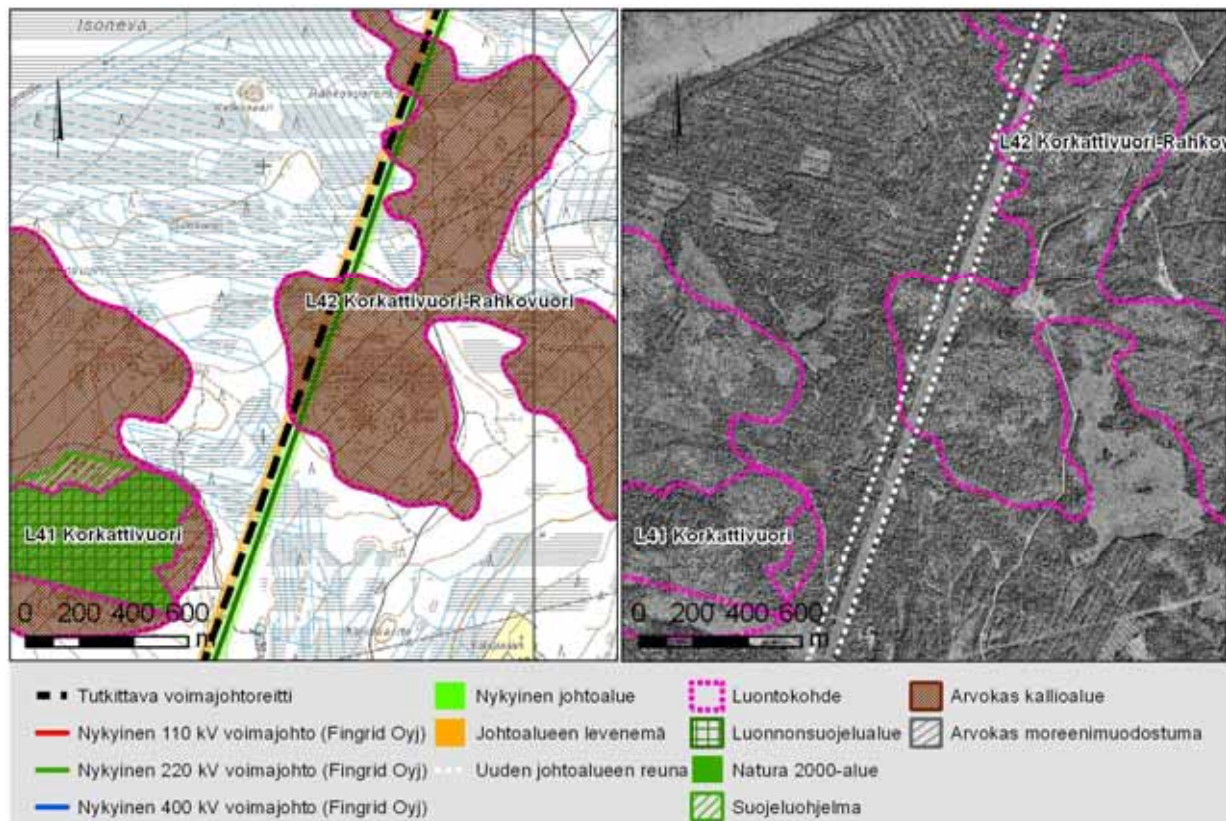 Isoneva
L42 Korkattivuori-Rahkovuori
L41 Korkattivuori
0 200 400 600
m
L42 Korkattivuori-Rahkov
L41 Korkattivuori
0 200 400 600
m
Tutkittava voimajohtoreitti
Nykyinen 110 kV voimajohto (Fingrid Oyj)
Nykyinen 220 kV voimajohto (Fingrid Oyj)
Nykyinen 400 kV voimajohto (Fingrid Oyj)
Nykyinen johtoalue
Johtoalueen levenemä
Uuden johtoalueen reuna
Luontokohde
Luonnonsuojelualue
Natura 2000-alue
Suojeluohjelma
Arvokas kallioalue
Arvokas moreenimuodostuma